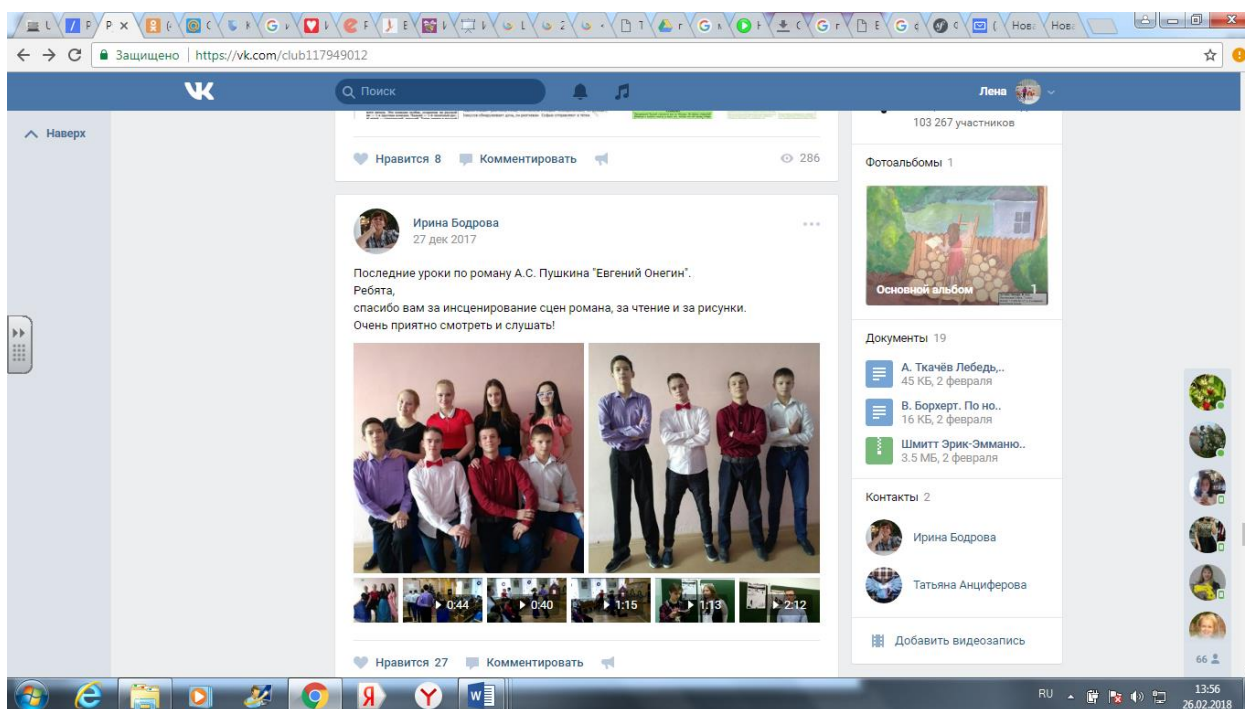 Защищено | https://vk.com/club117949012
Поиск
Лена
Наверх
103 267 участников
Нравится 8 Комментировать
286
Фотоальбомы 1
Основной альбом 1
Ирина Бодрова
27 дек 2017
Последние уроки по роману А.С. Пушкина "Евгений Онегин".
Ребята,
спасибо вам за инсценирование сцен романа, за чтение и за рисунки.
Очень приятно смотреть и слушать!
0:44 0:40 1:15 1:13 2:12
Нравится 27 Комментировать
Документы 19
А. Ткачёв Лебедь,..
45 КБ, 2 февраля
В. Борхерт. По но..
16 КБ, 2 февраля
Шмитт Эрик-Эммано..
3.5 МБ, 2 февраля
Контакты 2
Ирина Бодрова
Татьяна Анциферова
Добавить видеозапись
66
RU
13:56
26.02.2018